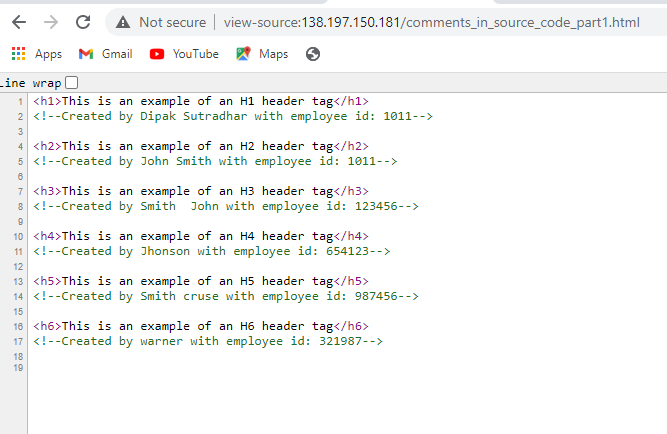 Not secure | view-source:138.197.150.181/comments_in_source_code_part1.html
Apps Gmail YouTube Maps
Line wrap
1 <h1>This is an example of an H1 header tag</h1>
2 <!--Created by Dipak Sutradhar with employee id: 1011-->
3
4 <h2>This is an example of an H2 header tag</h2>
5 <!--Created by John Smith with employee id: 1011-->
6
7 <h3>This is an example of an H3 header tag</h3>
8 <!--Created by Smith  John with employee id: 123456-->
9
10 <h4>This is an example of an H4 header tag</h4>
11 <!--Created by Jhonson with employee id: 654123-->
12
13 <h5>This is an example of an H5 header tag</h5>
14 <!--Created by Smith cruse with employee id: 987456-->
15
16 <h6>This is an example of an H6 header tag</h6>
17 <!--Created by warner with employee id: 321987-->
18
19